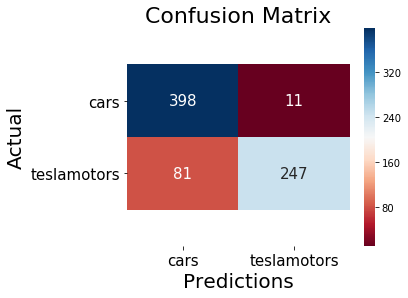 Confusion Matrix
Actual
cars
398
11
teslamotors
81
247
cars
teslamotors
Predictions
320
240
160
80